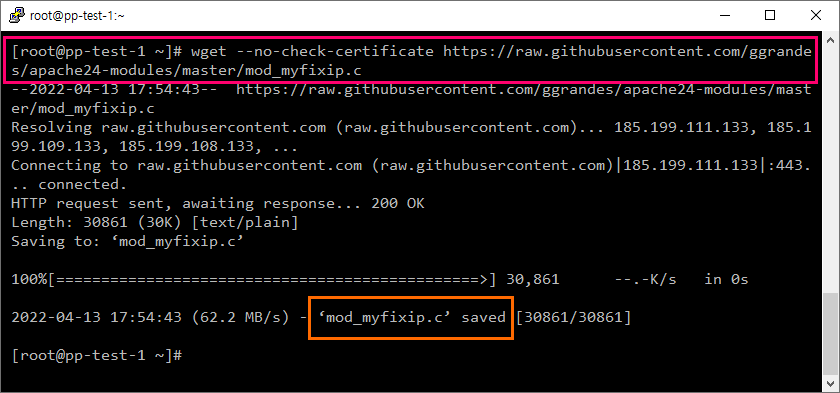 root@pp-test-1:~
[root@pp-test-1 ~]# wget --no-check-certificate https://raw.githubusercontent.com/ggrande
s/apache24-modules/master/mod_myfixip.c
--2022-04-13 17:54:43--  https://raw.githubusercontent.com/ggrandes/apache24-modules/mast
er/mod_myfixip.c
Resolving raw.githubusercontent.com (raw.githubusercontent.com)... 185.199.111.133, 185.1
99.109.133, 185.199.108.133, ...
Connecting to raw.githubusercontent.com (raw.githubusercontent.com)|185.199.111.133|:443.
.. connected.
HTTP request sent, awaiting response... 200 OK
Length: 30861 (30K) [text/plain]
Saving to: ‘mod_myfixip.c’
100%[================================================>] 30,861      --.-K/s   in 0s
2022-04-13 17:54:43 (62.2 MB/s) - ‘mod_myfixip.c’ saved [30861/30861]
[root@pp-test-1 ~]#